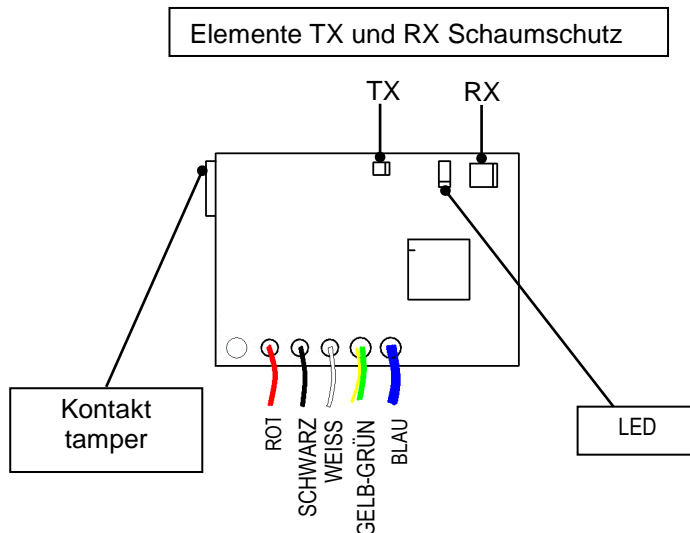 Elemente TX und RX Schaumschutz
TX
RX
Kontakt
tamper
ROT
SCHWARZ
WEISS
GELB-GRÜN
BLAU
LED